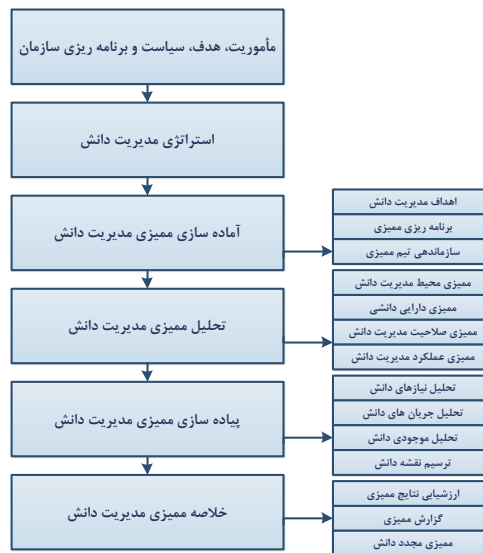 مأموریت، هدف، سیاست و برنامه ریزی سازمان
استراتژی مدیریت دانش
آماده سازی ممیزی مدیریت دانش
اهداف مدیریت دانش
برنامه ریزی ممیزی
سازماندهی تیم ممیزی
تحلیل ممیزی مدیریت دانش
ممیزی محیط مدیریت دانش
ممیزی دارایی دانشی
ممیزی صلاحیت مدیریت دانش
ممیزی عملکرد مدیریت دانش
پیاده سازی ممیزی مدیریت دانش
تحلیل نیازهای دانش
تحلیل جریان های دانش
تحلیل موجودی دانش
ترسیم نقشه دانش
خلاصه ممیزی مدیریت دانش
ارزشیابی نتایج ممیزی
گزارش ممیزی
ممیزی مجدد دانش